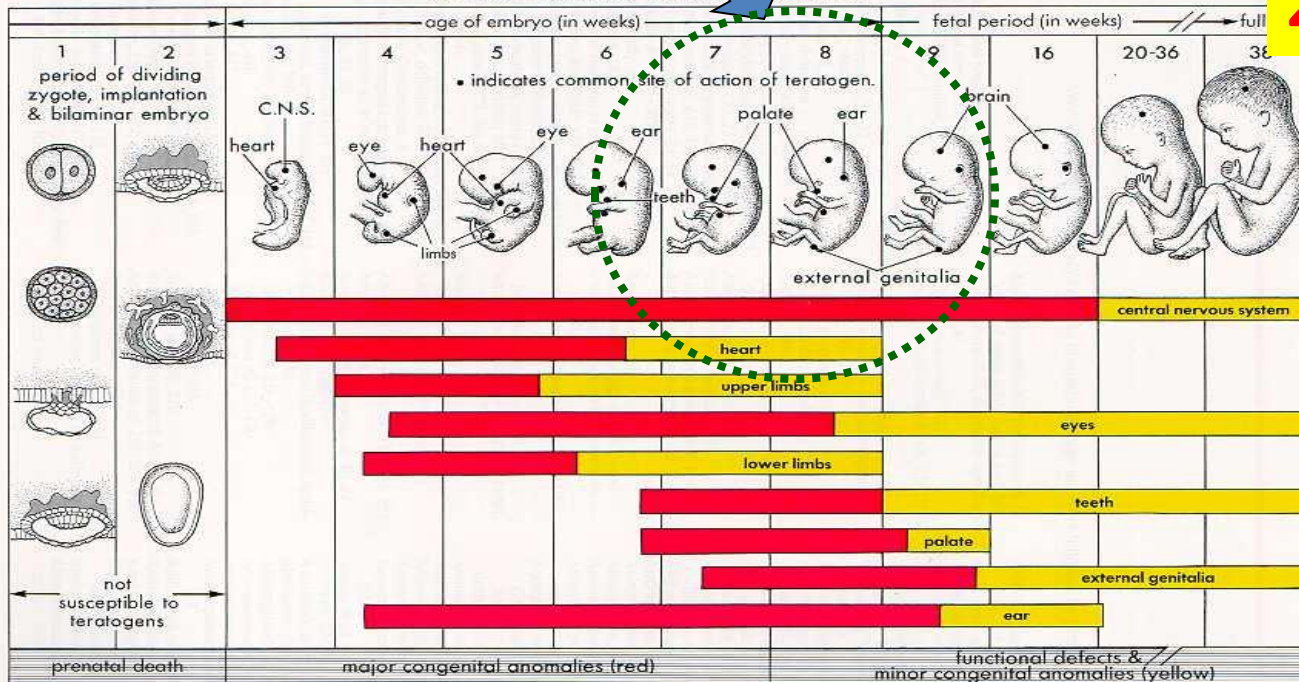 age of embryo (in weeks)
fetal period (in weeks)
full
1 2 3 4 5 6 7 8 9 16 20-36 38
period of dividing
zygote, implantation
& bilaminar embryo
• indicates common site of action of teratogen.
C.N.S.
heart
eye
heart
eye
ear
palate
ear
brain
teeth
limbs
external genitalia
central nervous system
heart
upper limbs
eyes
lower limbs
teeth
palate
external genitalia
ear
not
susceptible to
teratogens
prenatal death
major congenital anomalies (red)
functional defects &
minor congenital anomalies (yellow)